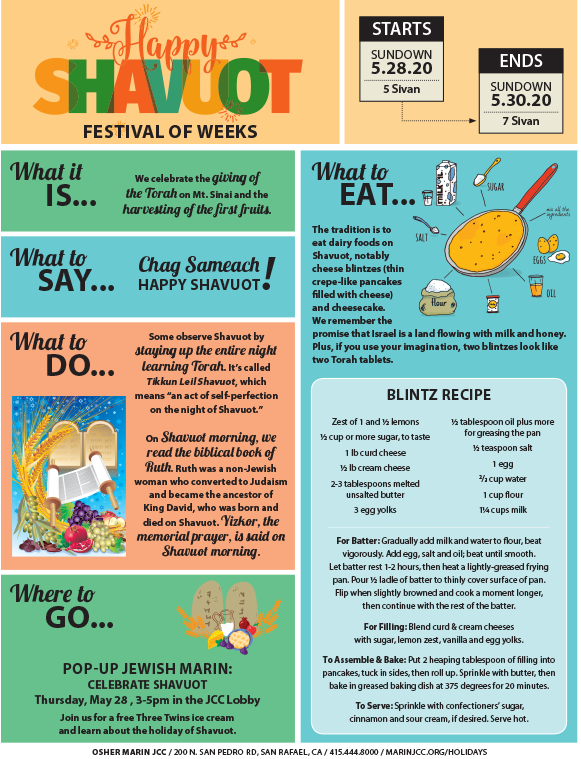 Happy
SHAVUOT
FESTIVAL OF WEEKS
STARTS
SUNDOWN
5.28.20
5 Sivan
ENDS
SUNDOWN
5.30.20
7 Sivan
What it
IS...
We celebrate the giving of
the Torah on Mt. Sinai and the
harvesting of the first fruits.
What to
SAY...
Chag Sameach
HAPPY SHAVUOT!
What to
DO...
Some observe Shavuot by
staying up the entire night
learning Torah. It's called
Tikkun Leil Shavuot, which
means "an act of self-perfection
on the night of Shavuot."
On Shavuot morning, we
read the biblical book of
Ruth. Ruth was a non-Jewish
woman who converted to Judaism
and became the ancestor of
King David, who was born and
died on Shavuot. Yizkor, the
memorial prayer, is said on
Shavuot morning.
Where to
GO...
POP-UP JEWISH MARIN:
CELEBRATE SHAVUOT
Thursday, May 28 , 3-5pm in the JCC Lobby
Join us for a free Three Twins ice cream
and learn about the holiday of Shavuot.
What to
EAT...
MILK
SUGAR
mix all the
ingredients
SALT
EGGS
OIL
flour
The tradition is to
eat dairy foods on
Shavuot, notably
cheese blintzes (thin
crepe-like pancakes
filled with cheese)
and cheesecake.
We remember the
promise that Israel is a land flowing with milk and honey.
Plus, if you use your imagination, two blintzes look like
two Torah tablets.
BLINTZ RECIPE
Zest of 1 and ½ lemons
½ cup or more sugar, to taste
1 lb curd cheese
½ lb cream cheese
2-3 tablespoons melted
unsalted butter
3 egg yolks
½ tablespoon oil plus more
for greasing the pan
½ teaspoon salt
1 egg
⅔ cup water
1 cup flour
1¼ cups milk
For Batter: Gradually add milk and water to flour, beat
vigorously. Add egg, salt and oil; beat until smooth.
Let batter rest 1-2 hours, then heat a lightly-greased frying
pan. Pour ½ ladle of batter to thinly cover surface of pan.
Flip when slightly browned and cook a moment longer,
then continue with the rest of the batter.
For Filling: Blend curd & cream cheeses
with sugar, lemon zest, vanilla and egg yolks.
To Assemble & Bake: Put 2 heaping tablespoon of filling into
pancakes, tuck in sides, then roll up. Sprinkle with butter, then
bake in greased baking dish at 375 degrees for 20 minutes.
To Serve: Sprinkle with confectioners' sugar,
cinnamon and sour cream, if desired. Serve hot.
OSHER MARIN JCC / 200 N. SAN PEDRO RD, SAN RAFAEL, CA / 415.444.8000 / MARINJCC.ORG/HOLIDAYS